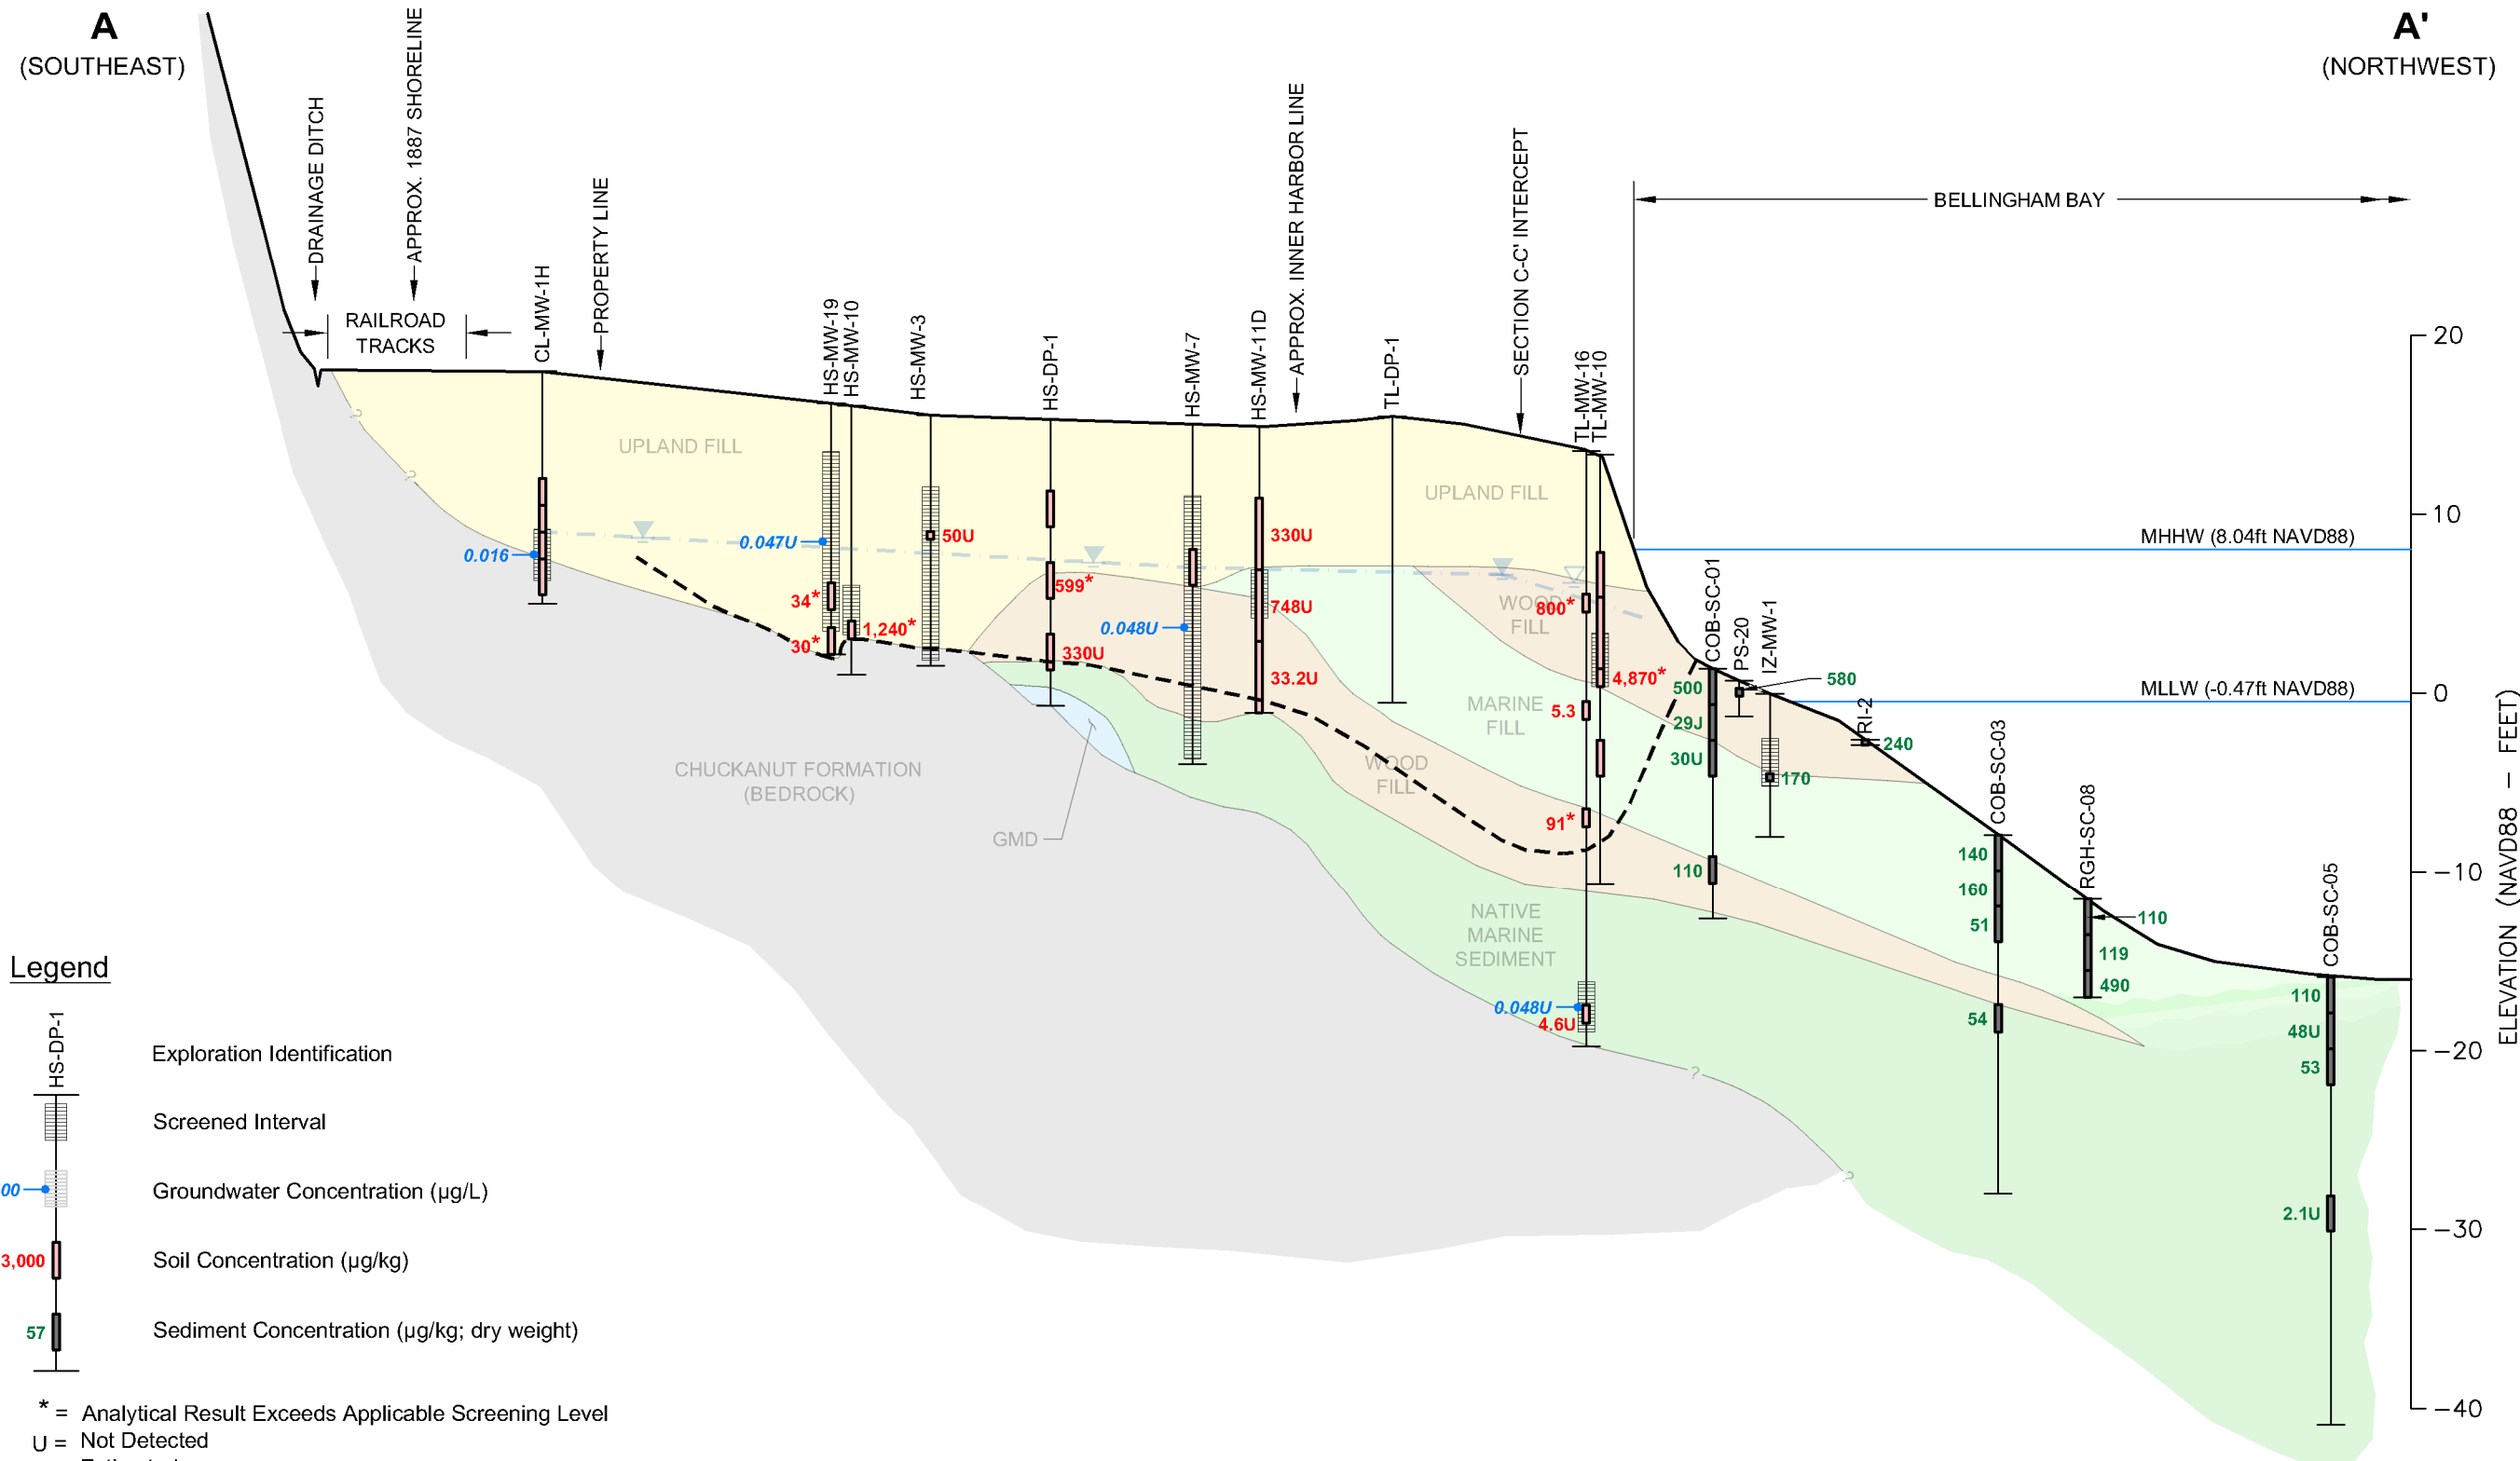 A
(SOUTHEAST)
A'
(NORTHWEST)
DRAINAGE DITCH
APPROX. 1887 SHORELINE
RAILROAD
TRACKS
CL-MW-1H
PROPERTY LINE
HS-MW-19
HS-MW-10
HS-MW-3
HS-DP-1
HS-MW-7
HS-MW-11D
APPROX. INNER HARBOR LINE
TL-DP-1
SECTION C-C' INTERCEPT
TL-MW-16
TL-MW-10
BELLINGHAM BAY
COB-SC-01
PS-20
IZ-MW-1
RI-2
COB-SC-03
RGH-SC-08
COB-SC-05
20
10
0
-10
-20
-30
-40
ELEVATION (NAVD88 - FEET)
MHHW (8.04ft NAVD88)
MLLW (-0.47ft NAVD88)
UPLAND FILL
UPLAND FILL
WOOD
FILL
MARINE
FILL
WOOD
FILL
NATIVE
MARINE
SEDIMENT
CHUCKANUT FORMATION
(BEDROCK)
GMD
?
?
?
?
0.016
0.047U
34*
30*
1,240*
50U
599*
330U
0.048U
330U
748U
33.2U
800*
4,870*
5.3
91*
0.048U
4.6U
500
29J
30U
110
580
170
240
140
160
51
54
110
119
490
110
48U
53
2.1U
Legend
HS-DP-1
Exploration Identification
Screened Interval
00
Groundwater Concentration (µg/L)
3,000
Soil Concentration (µg/kg)
57
Sediment Concentration (µg/kg; dry weight)
* = Analytical Result Exceeds Applicable Screening Level
U = Not Detected